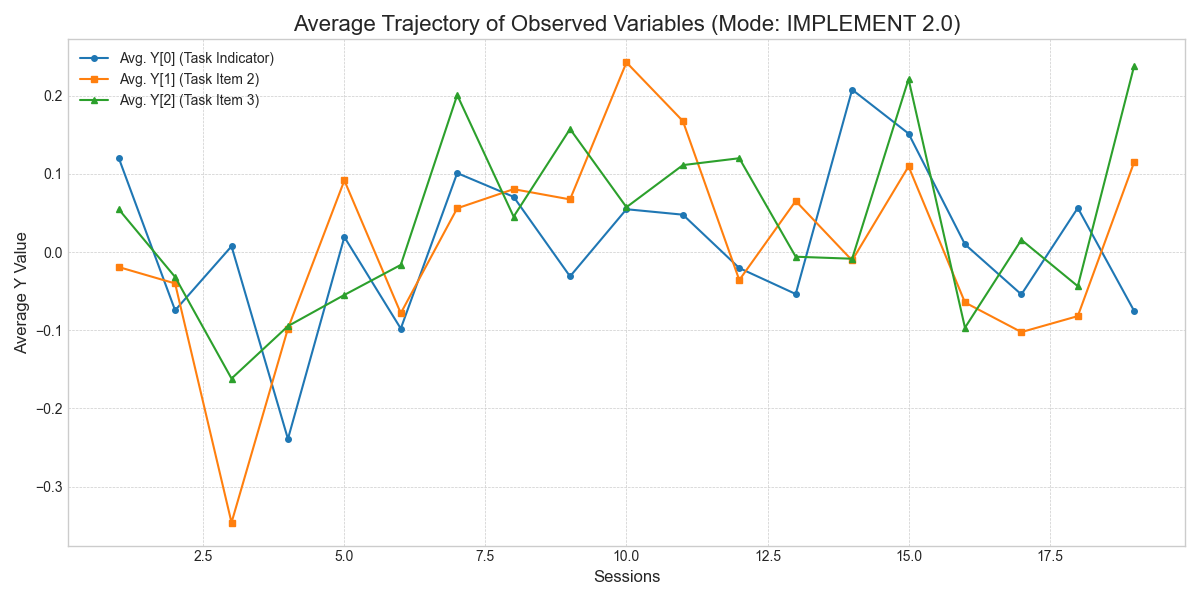 Average Trajectory of Observed Variables (Mode: IMPLEMENT 2.0)
Avg. Y[0] (Task Indicator)
Avg. Y[1] (Task Item 2)
Avg. Y[2] (Task Item 3)
Average Y Value
0.2
0.1
0.0
−0.1
−0.2
−0.3
2.5 5.0 7.5 10.0 12.5 15.0 17.5
Sessions